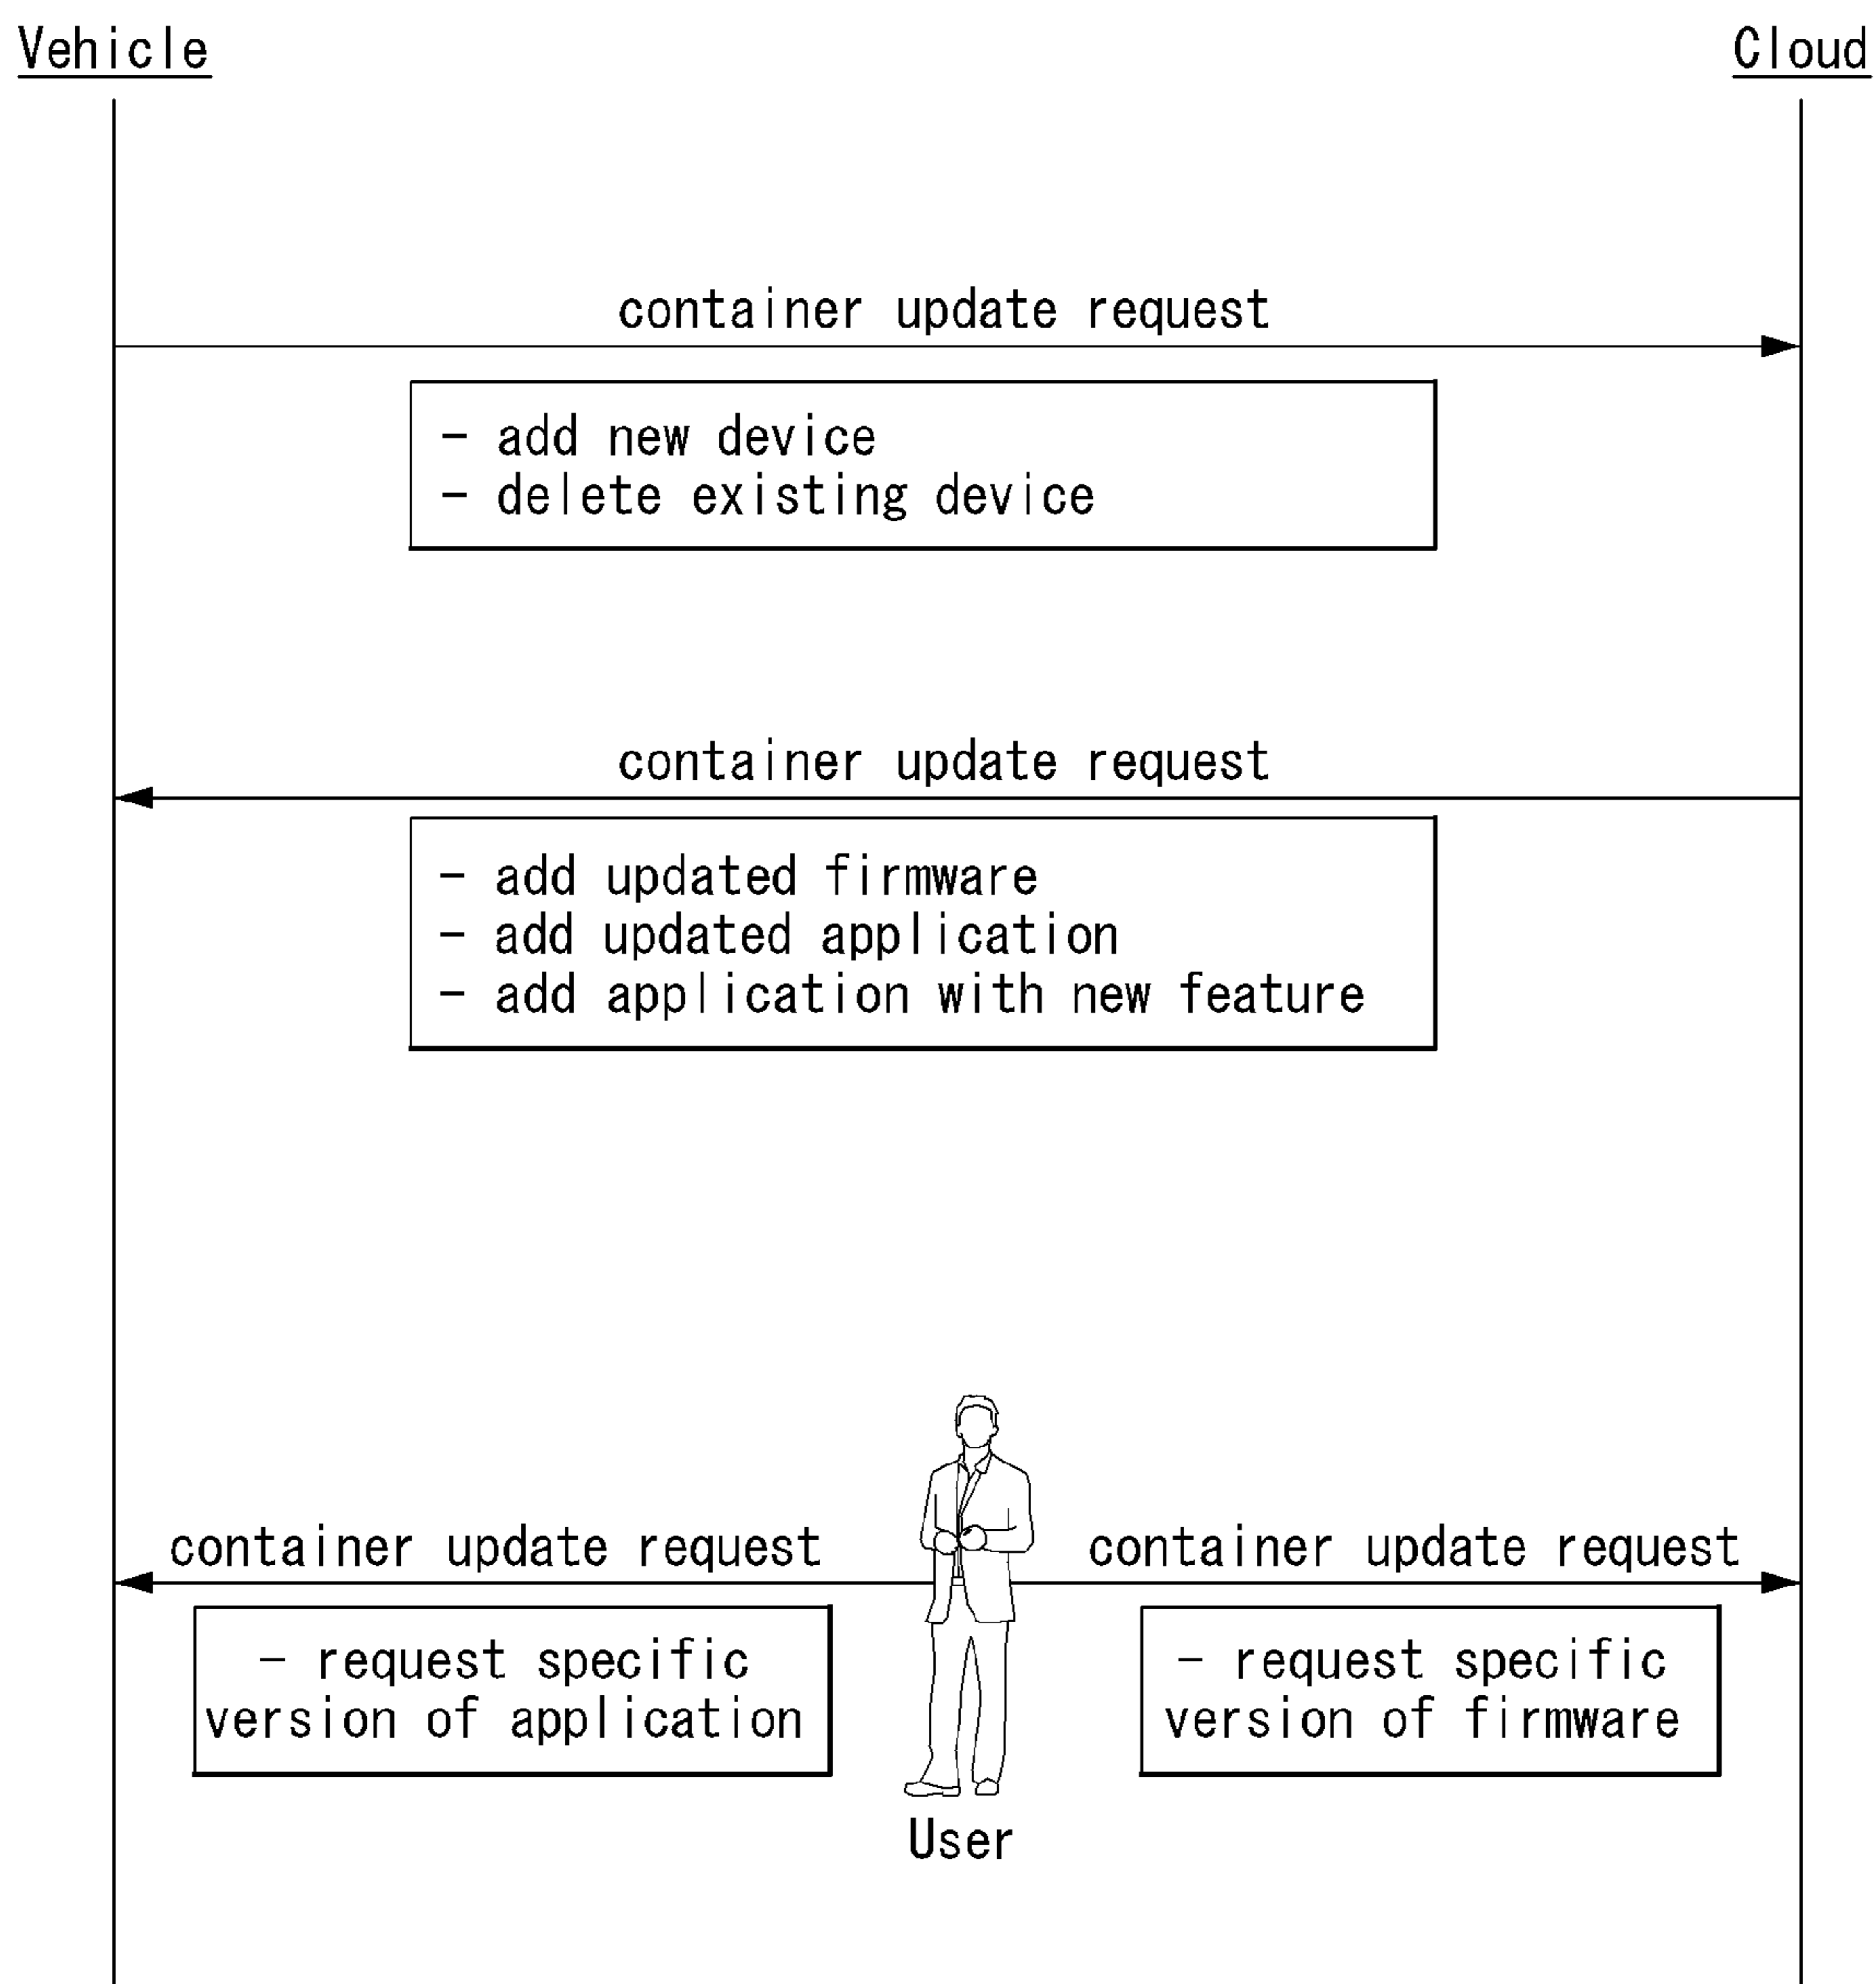 Vehicle
Cloud
container update request
- add new device
- delete existing device
container update request
- add updated firmware
- add updated application
- add application with new feature
container update request
container update request
- request specific
version of application
- request specific
version of firmware
User